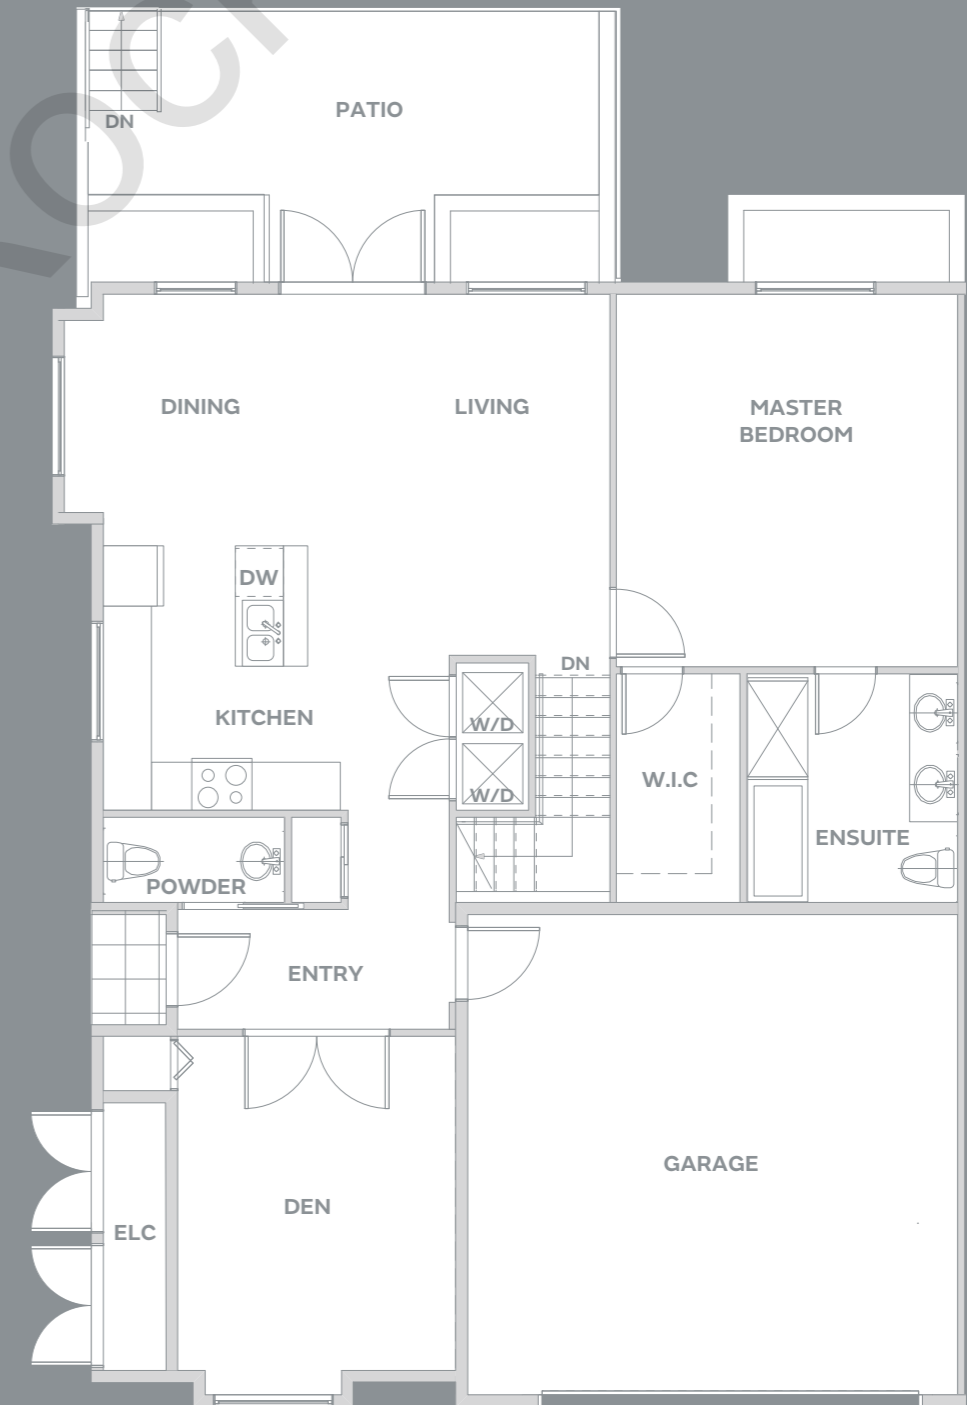 DN
PATIO
DINING
LIVING
MASTER
BEDROOM
DW
DN
KITCHEN
W/D
W/D
W.I.C
ENSUITE
POWDER
ENTRY
GARAGE
DEN
ELC